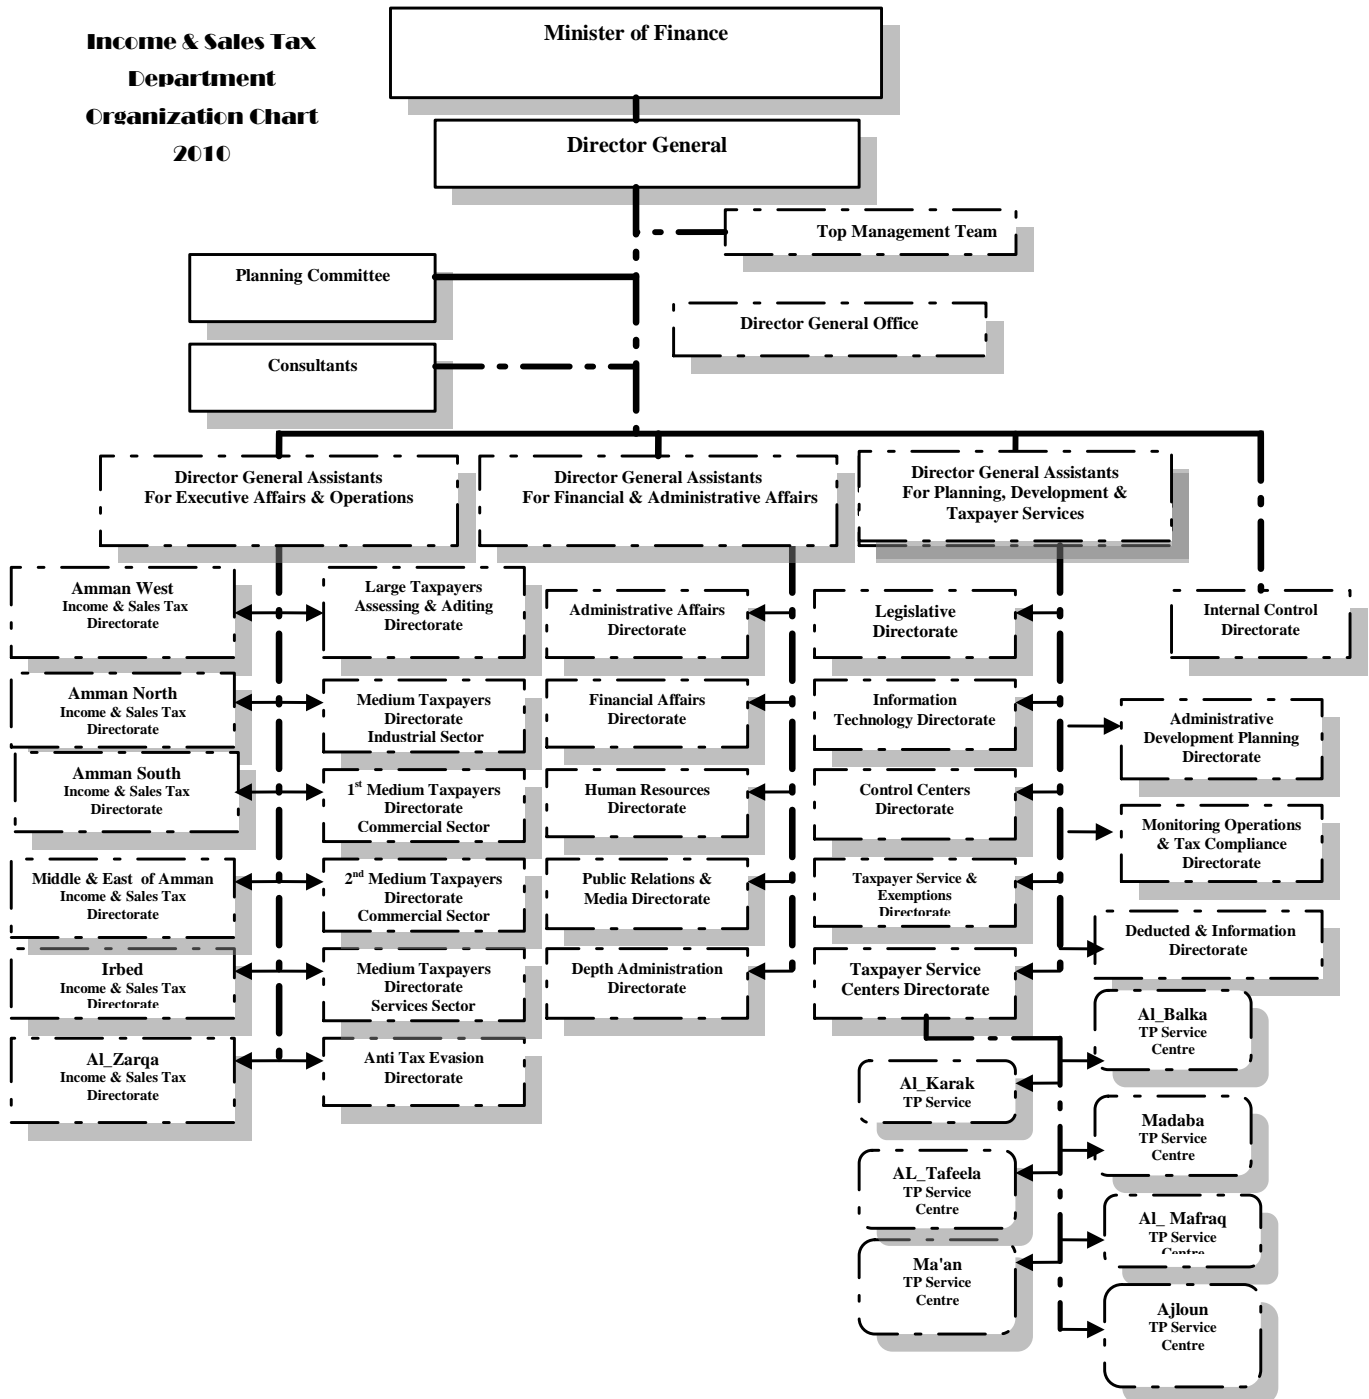 Income & Sales Tax
Department
Organization Chart
2010
Minister of Finance
Director General
Top Management Team
Planning Committee
Director General Office
Consultants
Director General Assistants
For Executive Affairs & Operations
Director General Assistants
For Financial & Administrative Affairs
Director General Assistants
For Planning, Development &
Taxpayer Services
Amman West
Income & Sales Tax
Directorate
Large Taxpayers
Assessing & Aditing
Directorate
Administrative Affairs
Directorate
Legislative
Directorate
Internal Control
Directorate
Amman North
Income & Sales Tax
Directorate
Medium Taxpayers
Directorate
Industrial Sector
Financial Affairs
Directorate
Information
Technology Directorate
Administrative
Development Planning
Directorate
Amman South
Income & Sales Tax
Directorate
1st Medium Taxpayers
Directorate
Commercial Sector
Human Resources
Directorate
Control Centers
Directorate
Monitoring Operations
& Tax Compliance
Directorate
Middle & East of Amman
Income & Sales Tax
Directorate
2nd Medium Taxpayers
Directorate
Commercial Sector
Public Relations &
Media Directorate
Taxpayer Service &
Exemptions
Directorate
Deducted & Information
Directorate
Irbed
Income & Sales Tax
Directorate
Medium Taxpayers
Directorate
Services Sector
Depth Administration
Directorate
Taxpayer Service
Centers Directorate
Al_Zarqa
Income & Sales Tax
Directorate
Anti Tax Evasion
Directorate
Al_Balka
TP Service
Centre
Al_Karak
TP Service
Madaba
TP Service
Centre
AL_Tafeela
TP Service
Centre
Al_ Mafraq
TP Service
Centre
Ma'an
TP Service
Centre
Ajloun
TP Service
Centre